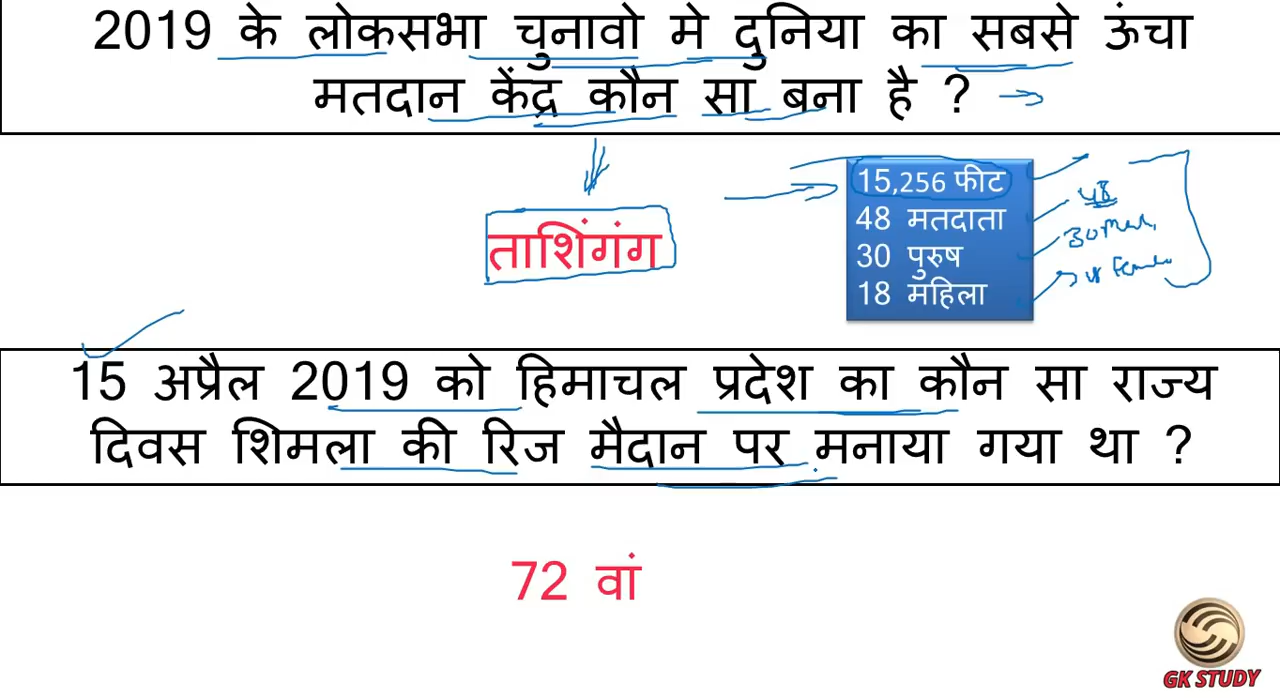 2019 के लोकसभा चुनावो मे दुनिया का सबसे ऊंचा
मतदान केंद्र कौन सा बना है ?
ताशिंगंग
15,256 फीट
48 मतदाता
30 पुरुष
18 महिला
48
15 अप्रैल 2019 को हिमाचल प्रदेश का कौन सा राज्य
दिवस शिमला की रिज मैदान पर मनाया गया था ?
72 वां
GK STUDY